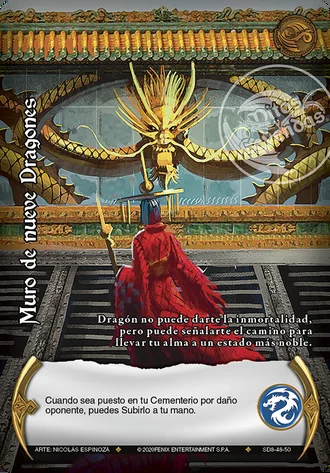 Muro de nueve Dragones
Dragón no puede darte la inmortalidad,
pero puede señalarte el camino para
llevar tu alma a un estado más noble.
Cuando sea puesto en tu Cementerio por daño
oponente, puedes Subirlo a tu mano.
ARTE: NICOLÁS ESPINOZA
©2020FENIX ENTERTAINMENT S.P.A.
SD8-48-50